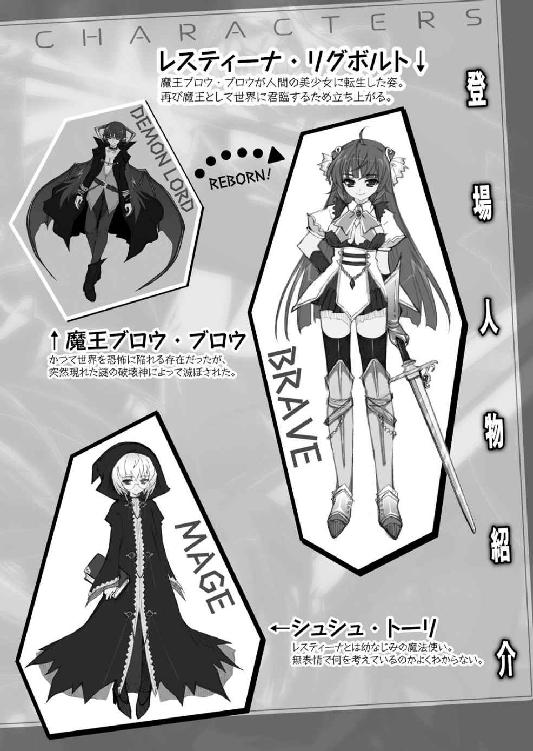 CHARACTERS
登場人物紹介
レスティーナ・リグボルト↓
魔王ブロウ・ブロウが人間の美少女に転生した姿。
再び魔王として世界に君臨するため立ち上がる。
DEMON LORD
REBORN!
↑魔王ブロウ・ブロウ
かつて世界を恐怖に陥れる存在だったが、
突然現れた謎の破壊神によって滅ぼされた。
BRAVE
MAGE
←シュシュ・トーリ
レスティーナとは幼なじみの魔法使い。
無表情で何を考えているのかよくわからない。